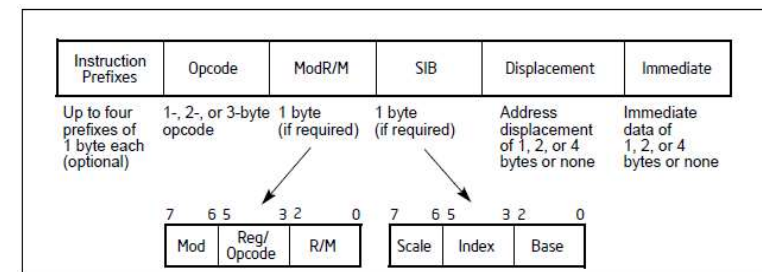 Instruction Prefixes
Opcode
ModR/M
SIB
Displacement
Immediate
Up to four prefixes of 1 byte each (optional)
1-, 2-, or 3-byte opcode
1 byte (if required)
1 byte (if required)
Address displacement of 1, 2, or 4 bytes or none
Immediate data of 1, 2, or 4 bytes or none
7 6 5 3 2 0
Mod
Reg/ Opcode
R/M
7 6 5 3 2 0
Scale
Index
Base